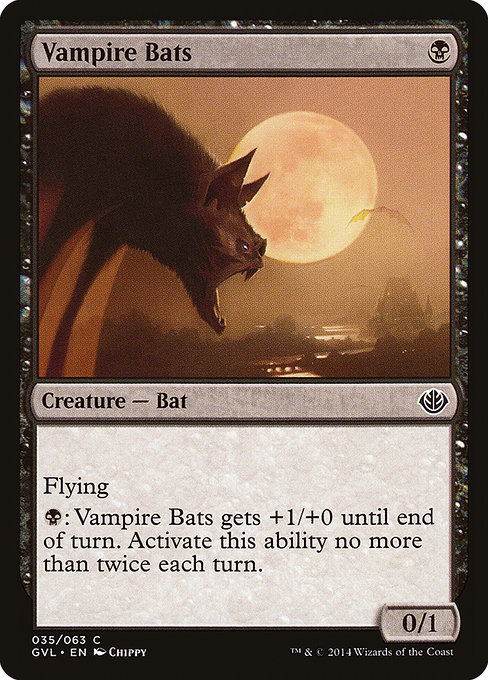 Vampire Bats
Creature — Bat
Flying
: Vampire Bats gets +1/+0 until end
of turn. Activate this ability no more
than twice each turn.
0/1
035/063 C
GVL • EN Chippy
™ & © 2014 Wizards of the Coast